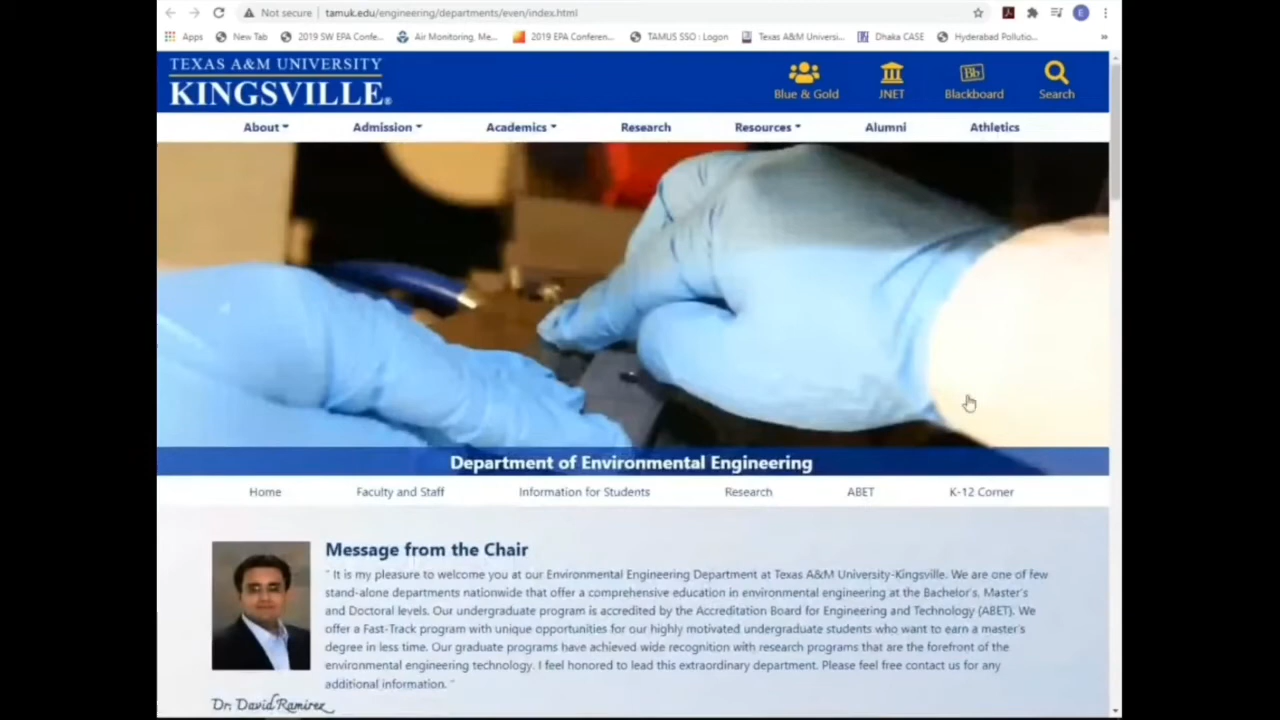 Not secure | tamuk.edu/engineering/departments/even/index.html
E
Apps New Tab 2019 SW EPA Confe... Air Monitoring, Me... 2019 EPA Conferen... TAMUS SSO : Logon Texas A&M Universi... Dhaka CASE Hyderabad Pollutio... »
TEXAS A&M UNIVERSITY
KINGSVILLE®
Blue & Gold JNET Bb Blackboard Search
About Admission Academics Research Resources Alumni Athletics
Department of Environmental Engineering
Home Faculty and Staff Information for Students Research ABET K-12 Corner
Message from the Chair
" It is my pleasure to welcome you at our Environmental Engineering Department at Texas A&M University-Kingsville. We are one of few
stand-alone departments nationwide that offer a comprehensive education in environmental engineering at the Bachelor's, Master's
and Doctoral levels. Our undergraduate program is accredited by the Accreditation Board for Engineering and Technology (ABET). We
offer a Fast-Track program with unique opportunities for our highly motivated undergraduate students who want to earn a master's
degree in less time. Our graduate programs have achieved wide recognition with research programs that are the forefront of the
environmental engineering technology. I feel honored to lead this extraordinary department. Please feel free contact us for any
additional information. "
Dr. David Ramirez